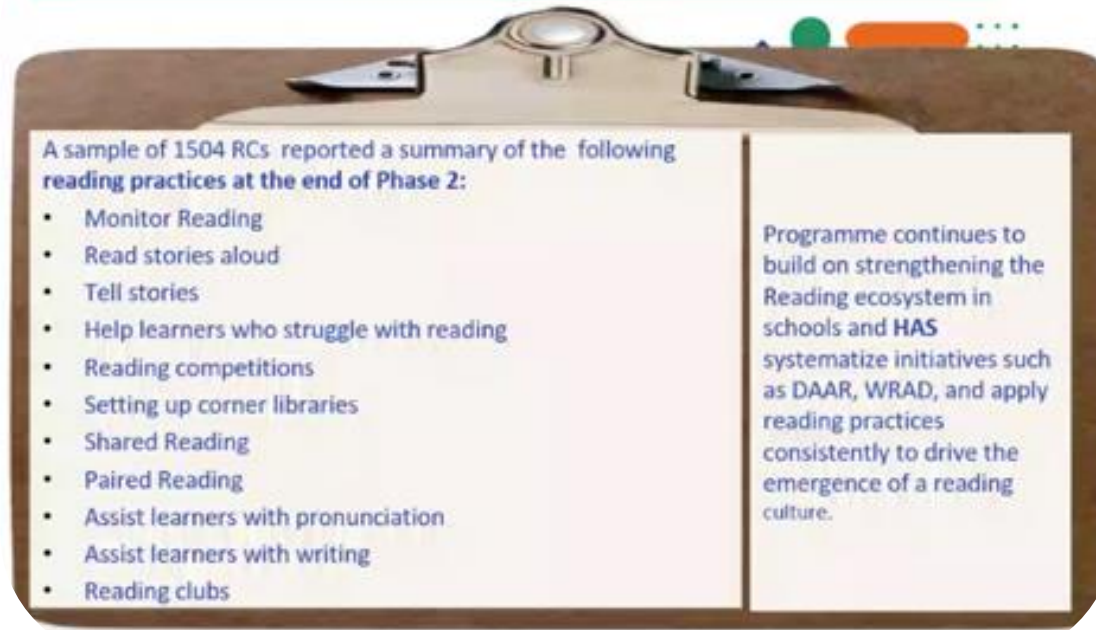 A sample of 1504 RCs reported a summary of the following
reading practices at the end of Phase 2:
• Monitor Reading
• Read stories aloud
• Tell stories
• Help learners who struggle with reading
• Reading competitions
• Setting up corner libraries
• Shared Reading
• Paired Reading
• Assist learners with pronunciation
• Assist learners with writing
• Reading clubs
Programme continues to
build on strengthening the
Reading ecosystem in
schools and HAS
systematize initiatives such
as DAAR, WRAD, and apply
reading practices
consistently to drive the
emergence of a reading
culture.